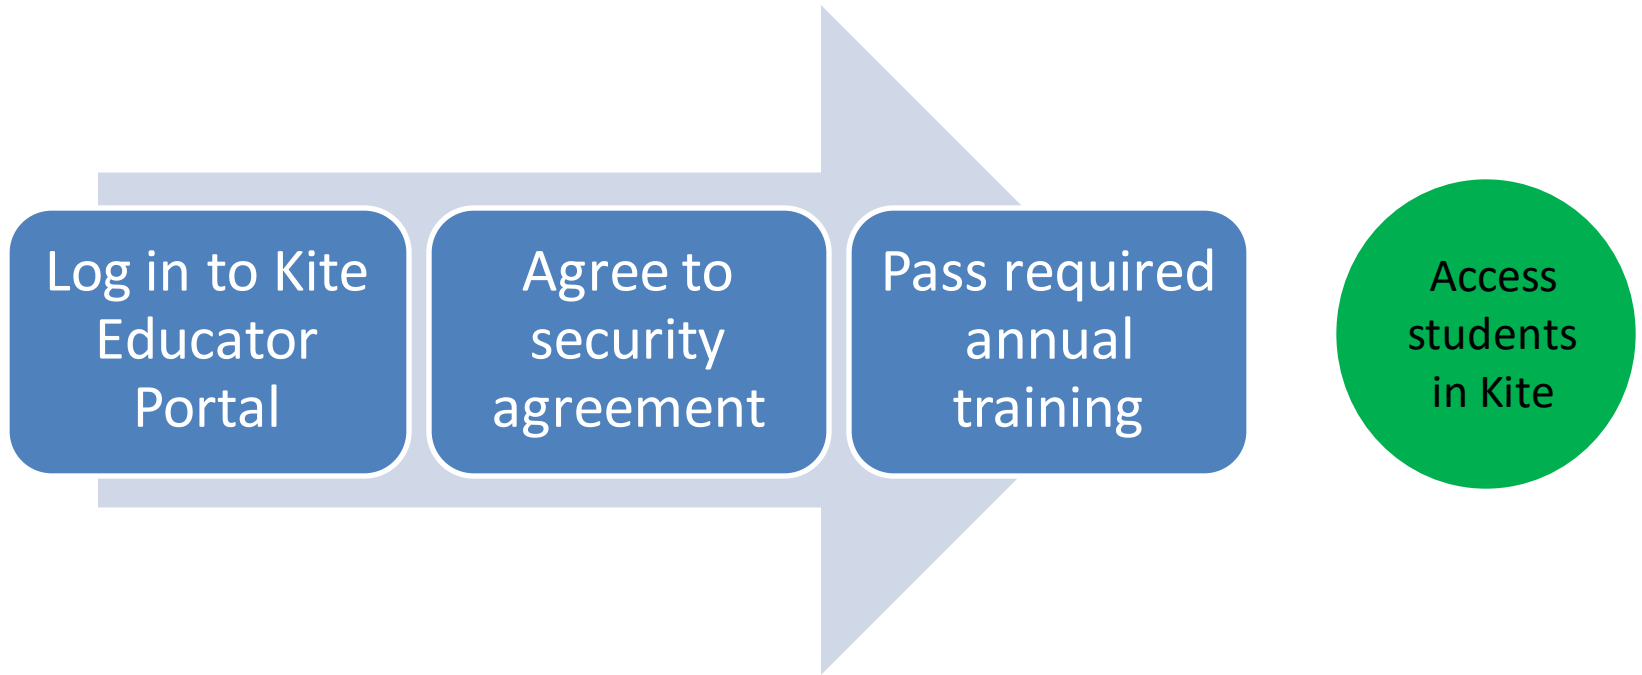 Log in to Kite
Educator
Portal
Agree to
security
agreement
Pass required
annual
training
Access
students
in Kite